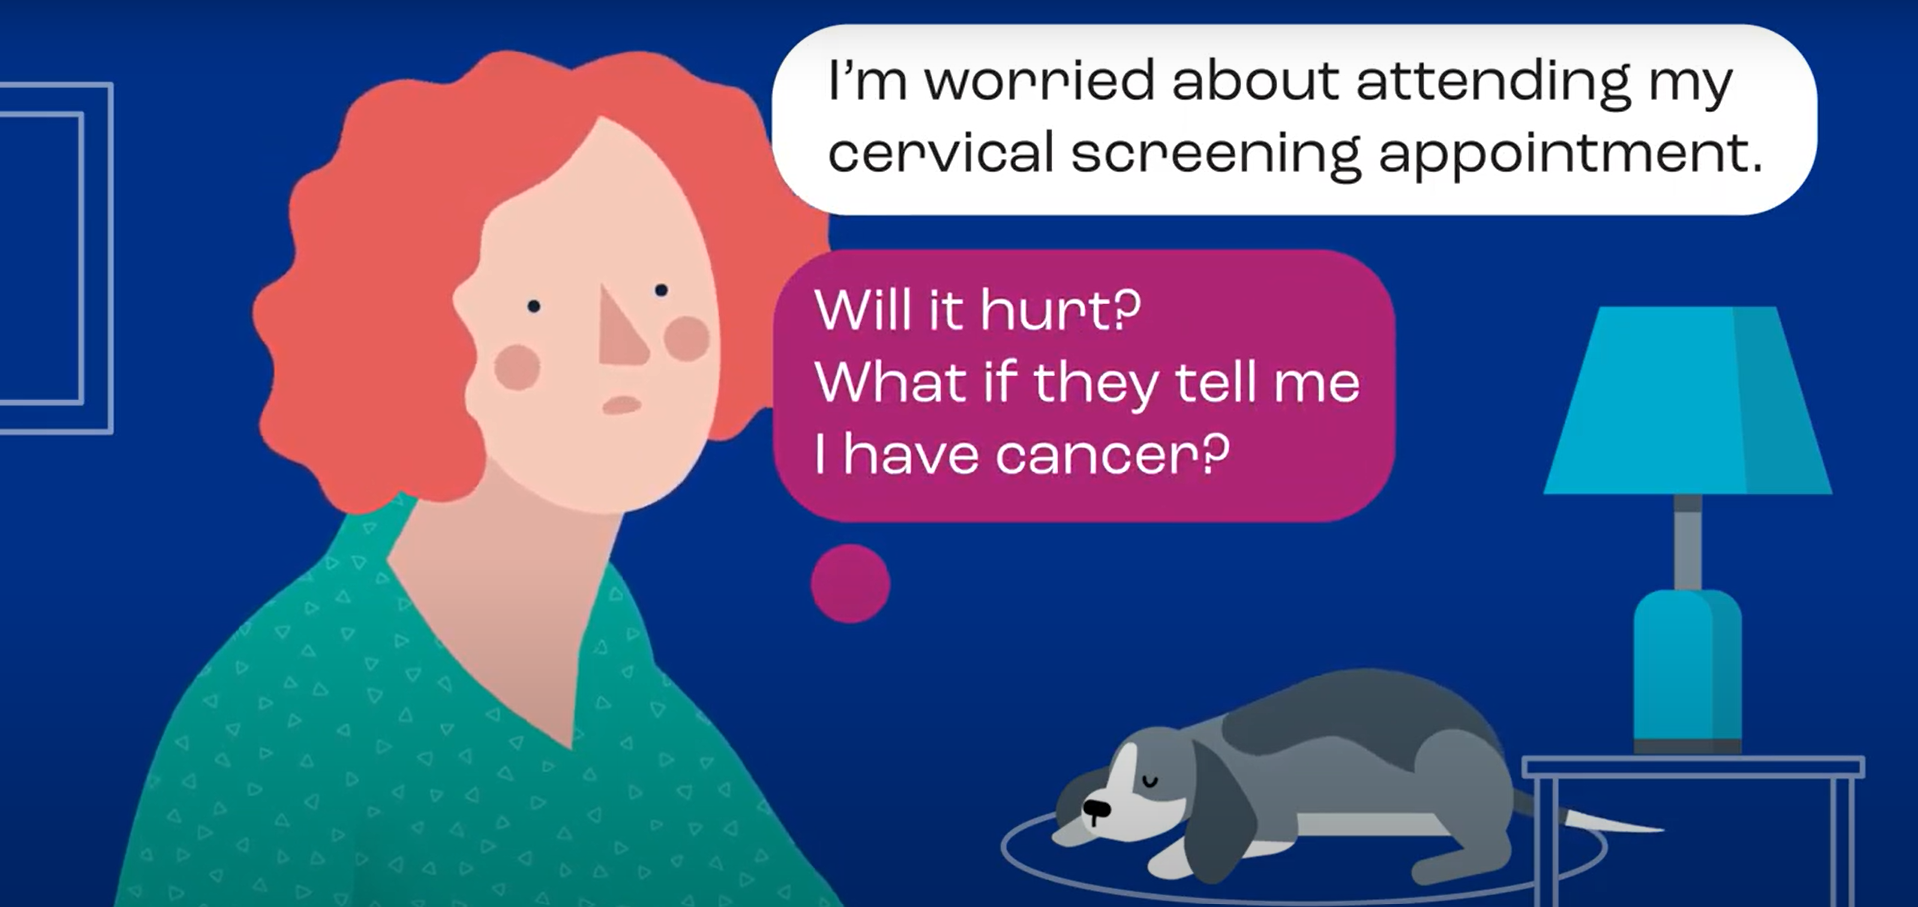 I’m worried about attending my
cervical screening appointment.
Will it hurt?
What if they tell me
I have cancer?